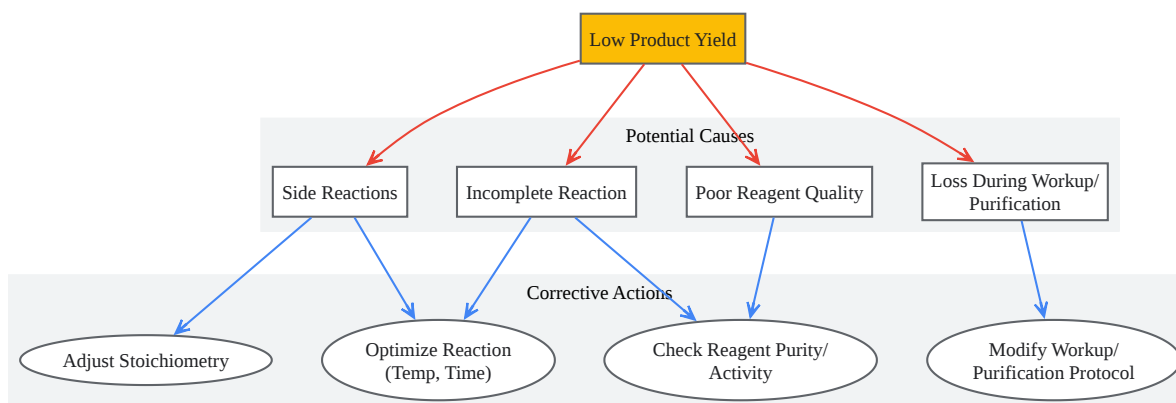 Low Product Yield
Potential Causes
Side Reactions
Incomplete Reaction
Poor Reagent Quality
Loss During Workup/
Purification
Corrective Actions
Adjust Stoichiometry
Optimize Reaction
(Temp, Time)
Check Reagent Purity/
Activity
Modify Workup/
Purification Protocol